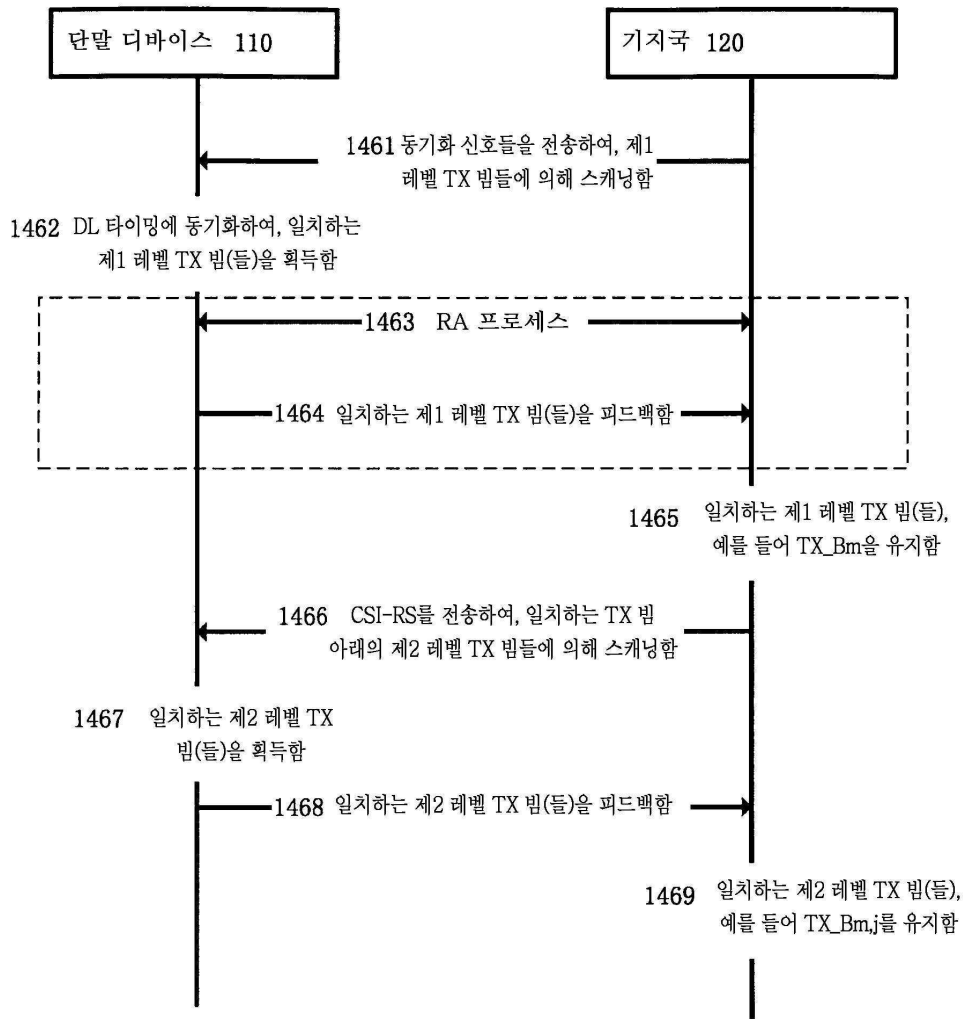 단말 디바이스 110
기지국 120
1461 동기화 신호들을 전송하여, 제1
레벨 TX 빔들에 의해 스캐닝함
1462 DL 타이밍에 동기화하여, 일치하는
제1 레벨 TX 빔(들)을 획득함
1463 RA 프로세스
1464 일치하는 제1 레벨 TX 빔(들)을 피드백함
1465 일치하는 제1 레벨 TX 빔(들),
예를 들어 TX_Bm을 유지함
1466 CSI-RS를 전송하여, 일치하는 TX 빔
아래의 제2 레벨 TX 빔들에 의해 스캐닝함
1467 일치하는 제2 레벨 TX
빔(들)을 획득함
1468 일치하는 제2 레벨 TX 빔(들)을 피드백함
1469 일치하는 제2 레벨 TX 빔(들),
예를 들어 TX_Bm,j를 유지함